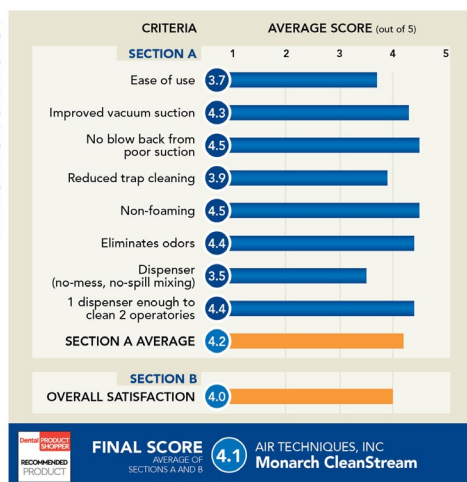 CRITERIA AVERAGE SCORE (out of 5)
SECTION A 1 2 3 4 5
Ease of use 3.7
Improved vacuum suction 4.3
No blow back from
poor suction 4.5
Reduced trap cleaning 3.9
Non-foaming 4.5
Eliminates odors 4.4
Dispenser
(no-mess, no-spill mixing) 3.5
1 dispenser enough to
clean 2 operatories 4.4
SECTION A AVERAGE 4.2
SECTION B
OVERALL SATISFACTION 4.0
Dental PRODUCT
SHOPPER
RECOMMENDED
PRODUCT
FINAL SCORE
AVERAGE OF
SECTIONS A AND B
4.1
AIR TECHNIQUES, INC
Monarch CleanStream